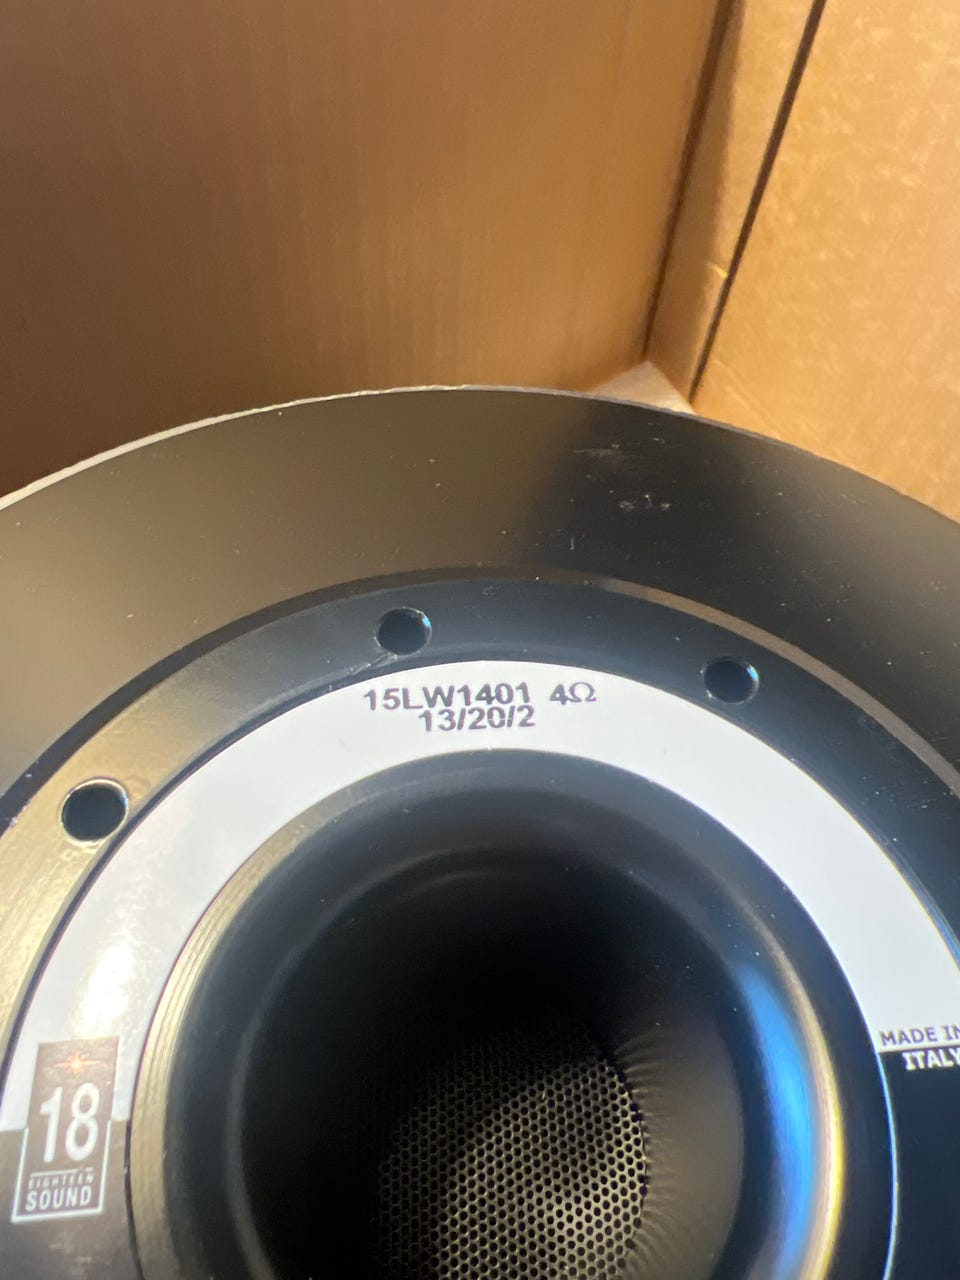 15LW1401 4Ω
13/20/2
MADE IN
ITALY
18
EIGHTEEN
SOUND